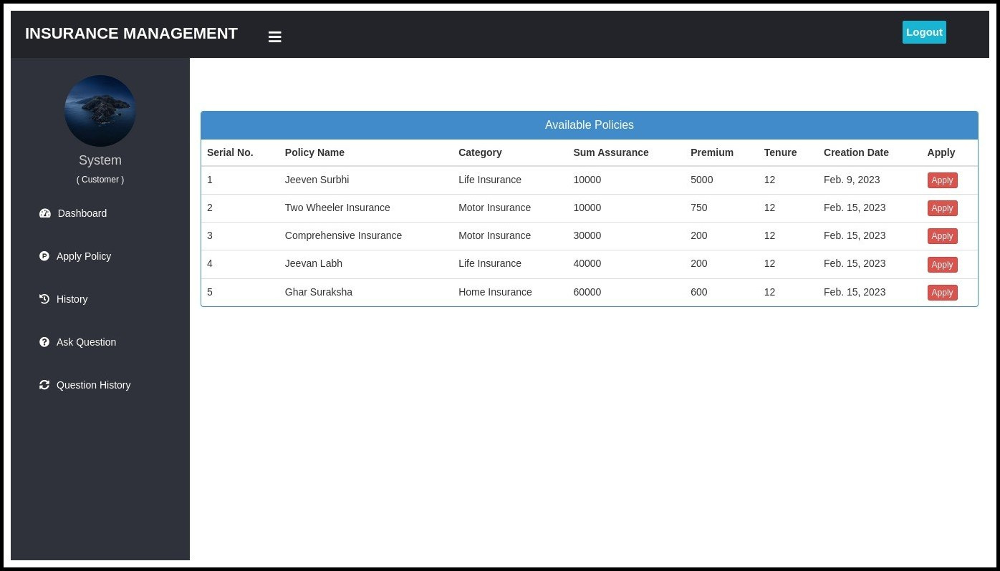 INSURANCE MANAGEMENT
Logout
System
( Customer )
Dashboard
Apply Policy
History
Ask Question
Question History
Available Policies
Serial No. Policy Name Category Sum Assurance Premium Tenure Creation Date Apply
1 Jeeven Surbhi Life Insurance 10000 5000 12 Feb. 9, 2023 Apply
2 Two Wheeler Insurance Motor Insurance 10000 750 12 Feb. 15, 2023 Apply
3 Comprehensive Insurance Motor Insurance 30000 200 12 Feb. 15, 2023 Apply
4 Jeevan Labh Life Insurance 40000 200 12 Feb. 15, 2023 Apply
5 Ghar Suraksha Home Insurance 60000 600 12 Feb. 15, 2023 Apply